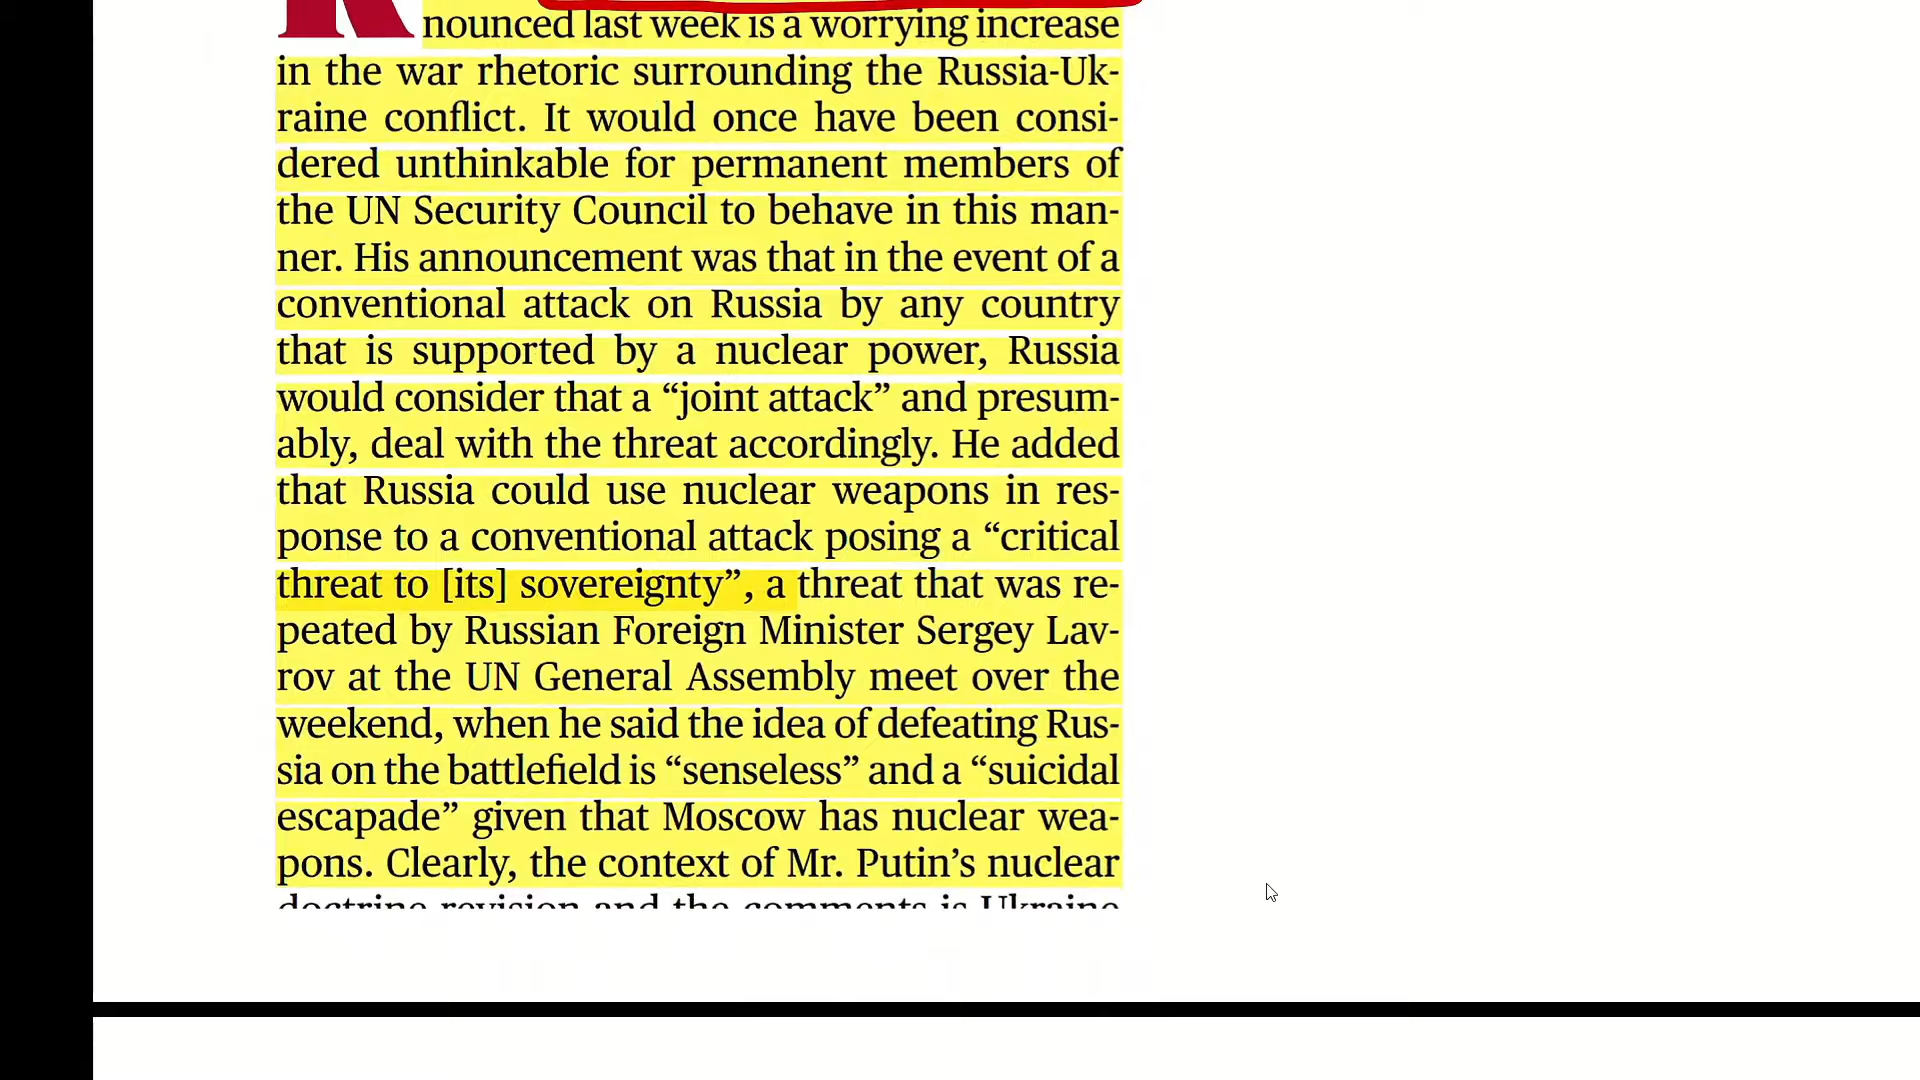 R
nounced last week is a worrying increase
in the war rhetoric surrounding the Russia-Uk-
raine conflict. It would once have been consi-
dered unthinkable for permanent members of
the UN Security Council to behave in this man-
ner. His announcement was that in the event of a
conventional attack on Russia by any country
that is supported by a nuclear power, Russia
would consider that a “joint attack” and presum-
ably, deal with the threat accordingly. He added
that Russia could use nuclear weapons in res-
ponse to a conventional attack posing a “critical
threat to [its] sovereignty”, a threat that was re-
peated by Russian Foreign Minister Sergey Lav-
rov at the UN General Assembly meet over the
weekend, when he said the idea of defeating Rus-
sia on the battlefield is “senseless” and a “suicidal
escapade” given that Moscow has nuclear wea-
pons. Clearly, the context of Mr. Putin’s nuclear
doctrine revision and the comments is Ukraine